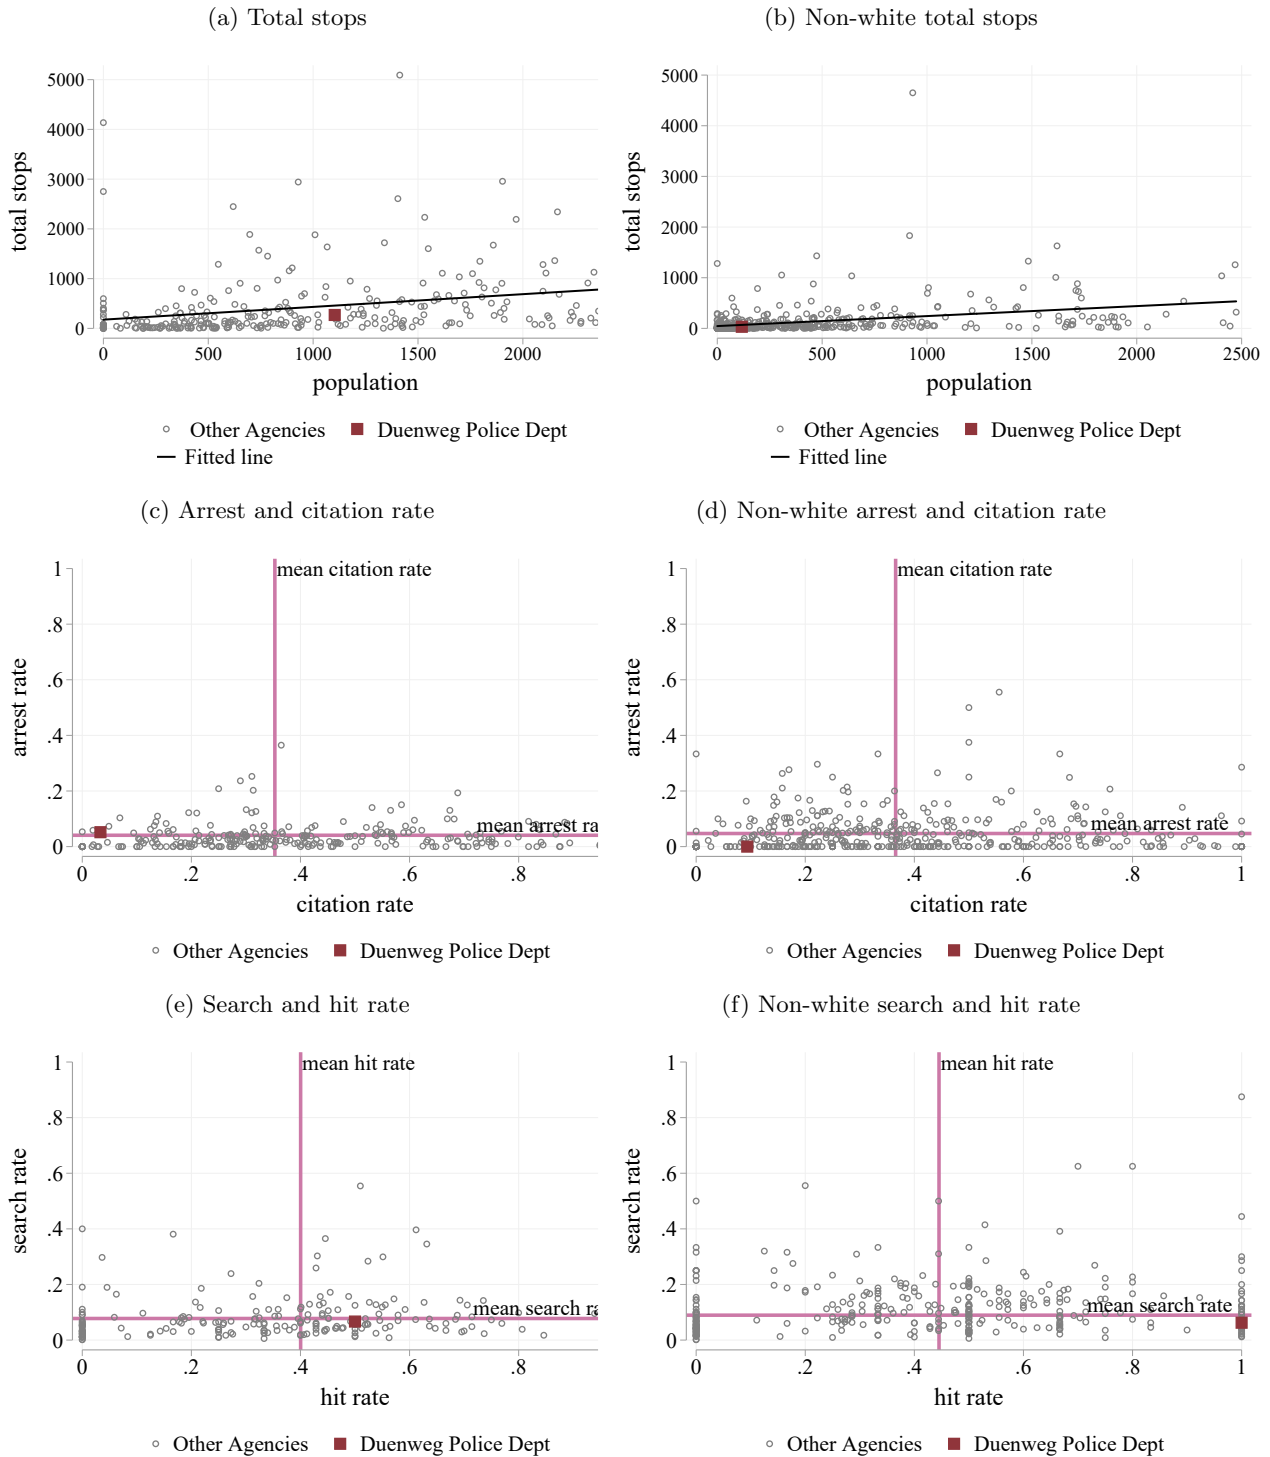 (a) Total stops
(b) Non-white total stops
total stops
5000
4000
3000
2000
1000
0
0 500 1000 1500 2000
population
Other Agencies Duenweg Police Dept
Fitted line
total stops
5000
4000
3000
2000
1000
0
0 500 1000 1500 2000 2500
population
Other Agencies Duenweg Police Dept
Fitted line
(c) Arrest and citation rate
(d) Non-white arrest and citation rate
arrest rate
1
.8
.6
.4
.2
0
mean citation rate
mean arrest ra
0 .2 .4 .6 .8
citation rate
Other Agencies Duenweg Police Dept
arrest rate
1
.8
.6
.4
.2
0
mean citation rate
mean arrest rate
0 .2 .4 .6 .8 1
citation rate
Other Agencies Duenweg Police Dept
(e) Search and hit rate
(f) Non-white search and hit rate
search rate
1
.8
.6
.4
.2
0
mean hit rate
mean search ra
0 .2 .4 .6 .8
hit rate
Other Agencies Duenweg Police Dept
search rate
1
.8
.6
.4
.2
0
mean hit rate
mean search rate
0 .2 .4 .6 .8 1
hit rate
Other Agencies Duenweg Police Dept